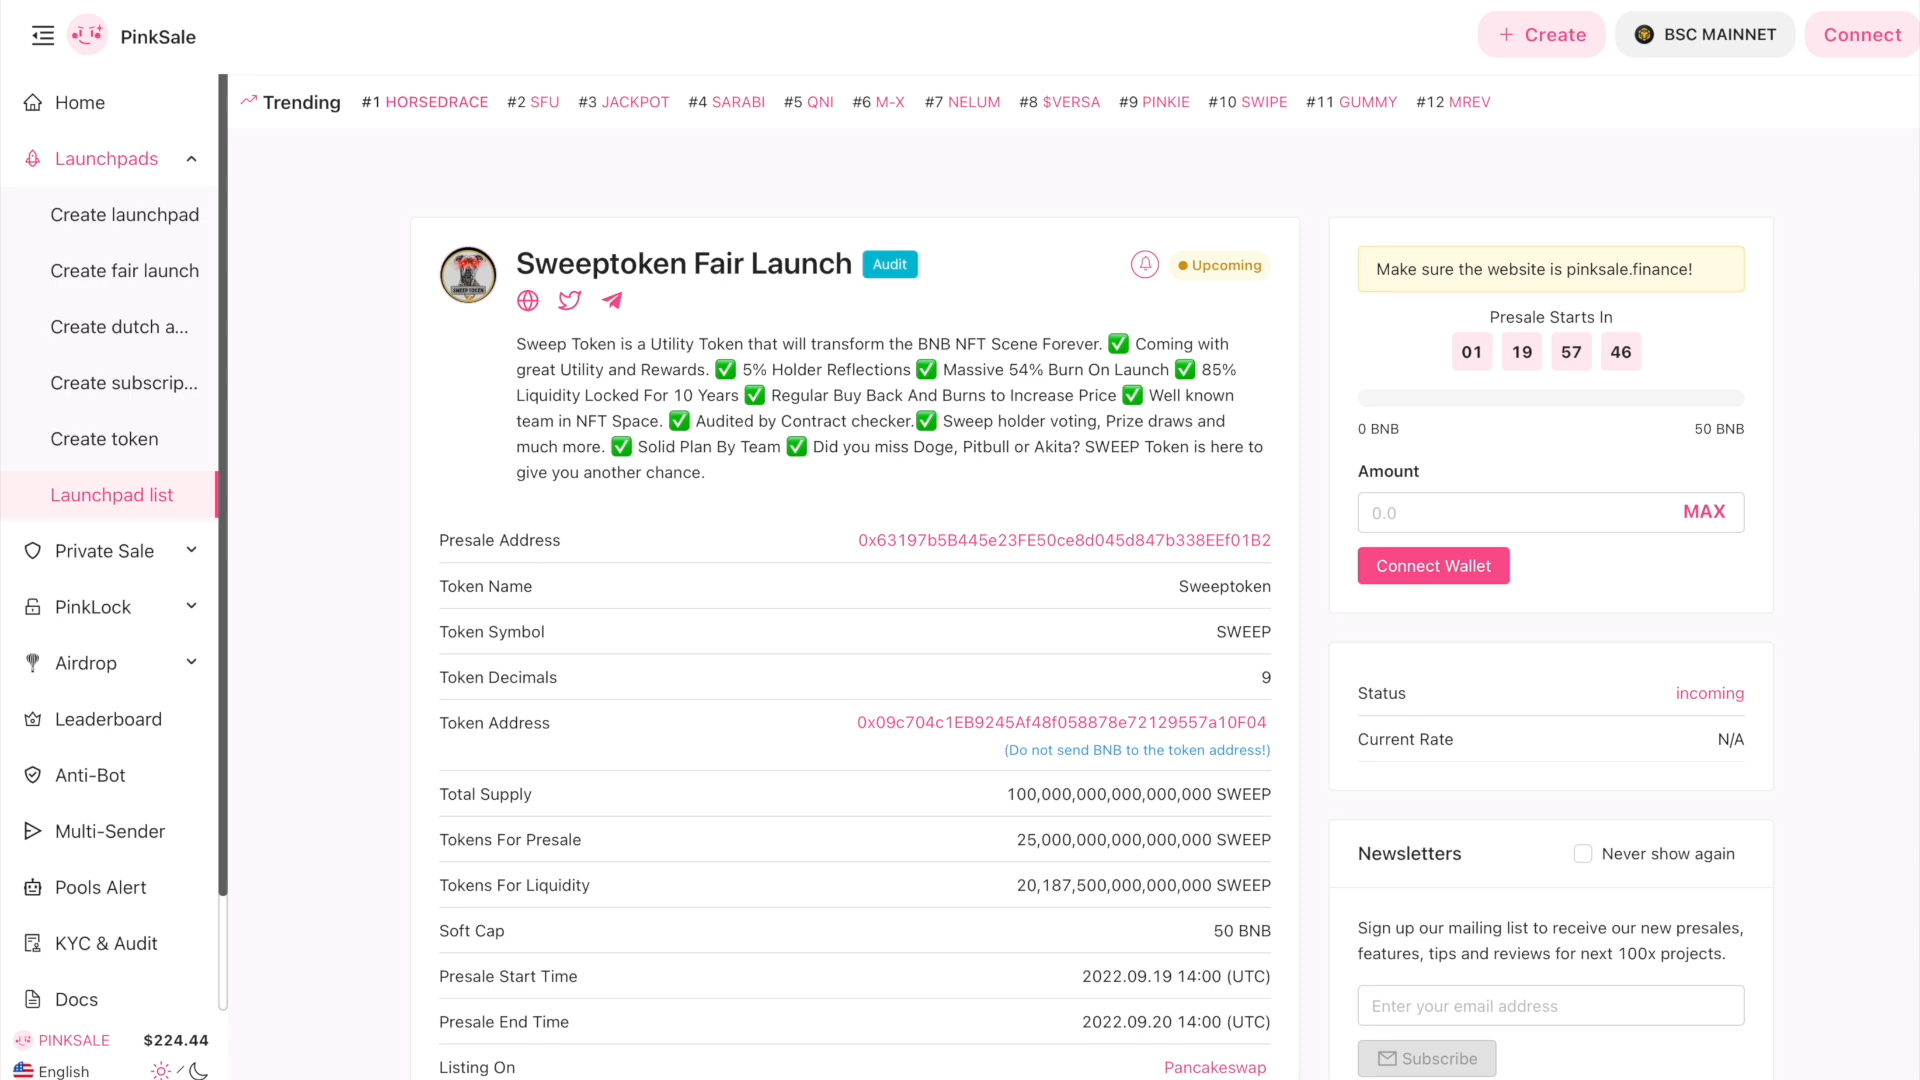 PinkSale
Create
BSC MAINNET
Connect
Home
Launchpads
Create launchpad
Create fair launch
Create dutch a...
Create subscrip...
Create token
Launchpad list
Private Sale
PinkLock
Airdrop
Leaderboard
Anti-Bot
Multi-Sender
Pools Alert
KYC & Audit
Docs
PINKSALE $224.44
English
Trending #1 HORSEDRACE #2 SFU #3 JACKPOT #4 SARABI #5 QNI #6 M-X #7 NELUM #8 $VERSA #9 PINKIE #10 SWIPE #11 GUMMY #12 MREV
Sweeptoken Fair Launch Audit
Upcoming
SWEEP TOKEN
Sweep Token is a Utility Token that will transform the BNB NFT Scene Forever. ✅ Coming with
great Utility and Rewards. ✅ 5% Holder Reflections ✅ Massive 54% Burn On Launch ✅ 85%
Liquidity Locked For 10 Years ✅ Regular Buy Back And Burns to Increase Price ✅ Well known
team in NFT Space. ✅ Audited by Contract checker.✅ Sweep holder voting, Prize draws and
much more. ✅ Solid Plan By Team ✅ Did you miss Doge, Pitbull or Akita? SWEEP Token is here to
give you another chance.
Presale Address 0x63197b5B445e23FE50ce8d045d847b338EEf01B2
Token Name Sweeptoken
Token Symbol SWEEP
Token Decimals 9
Token Address 0x09c704c1EB9245Af48f058878e72129557a10F04
(Do not send BNB to the token address!)
Total Supply 100,000,000,000,000,000 SWEEP
Tokens For Presale 25,000,000,000,000,000 SWEEP
Tokens For Liquidity 20,187,500,000,000,000 SWEEP
Soft Cap 50 BNB
Presale Start Time 2022.09.19 14:00 (UTC)
Presale End Time 2022.09.20 14:00 (UTC)
Listing On Pancakeswap
Make sure the website is pinksale.finance!
Presale Starts In
01 19 57 46
0 BNB 50 BNB
Amount
0.0 MAX
Connect Wallet
Status incoming
Current Rate N/A
Newsletters Never show again
Sign up our mailing list to receive our new presales,
features, tips and reviews for next 100x projects.
Enter your email address
Subscribe